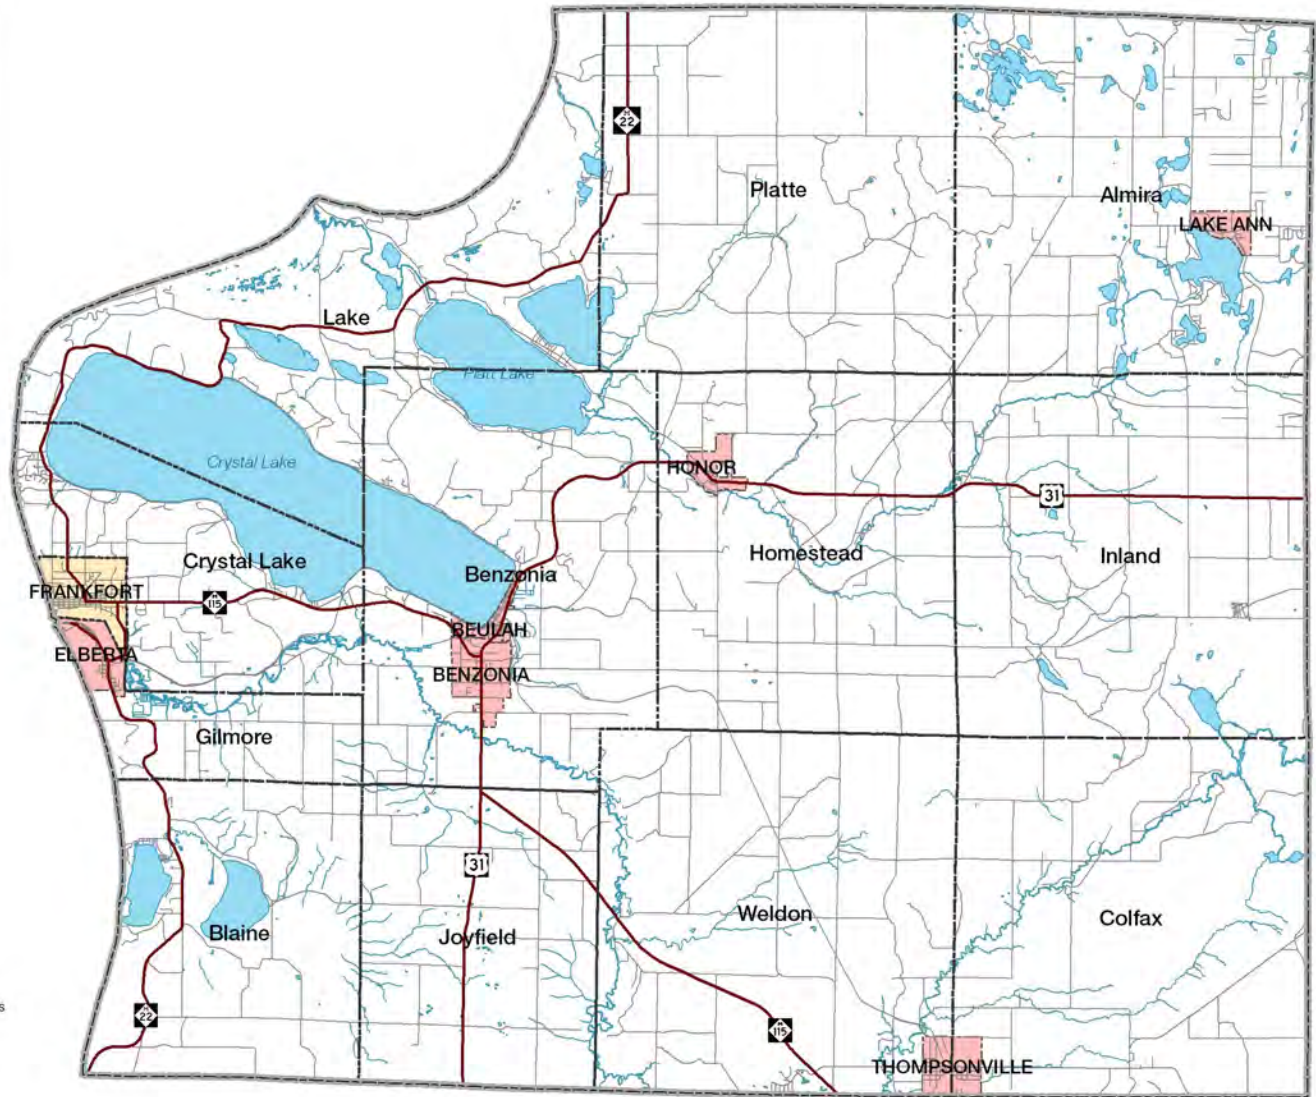 M
22
Platte
Almira
LAKE ANN
Lake
Platt Lake
Crystal Lake
HONOR
31
Homestead
Inland
Crystal Lake
Benzonia
FRANKFORT
M
115
BEULAH
ELBERTA
BENZONIA
Gilmore
31
Weldon
Colfax
Blaine
Joyfield
s
M
22
M
115
THOMPSONVILLE